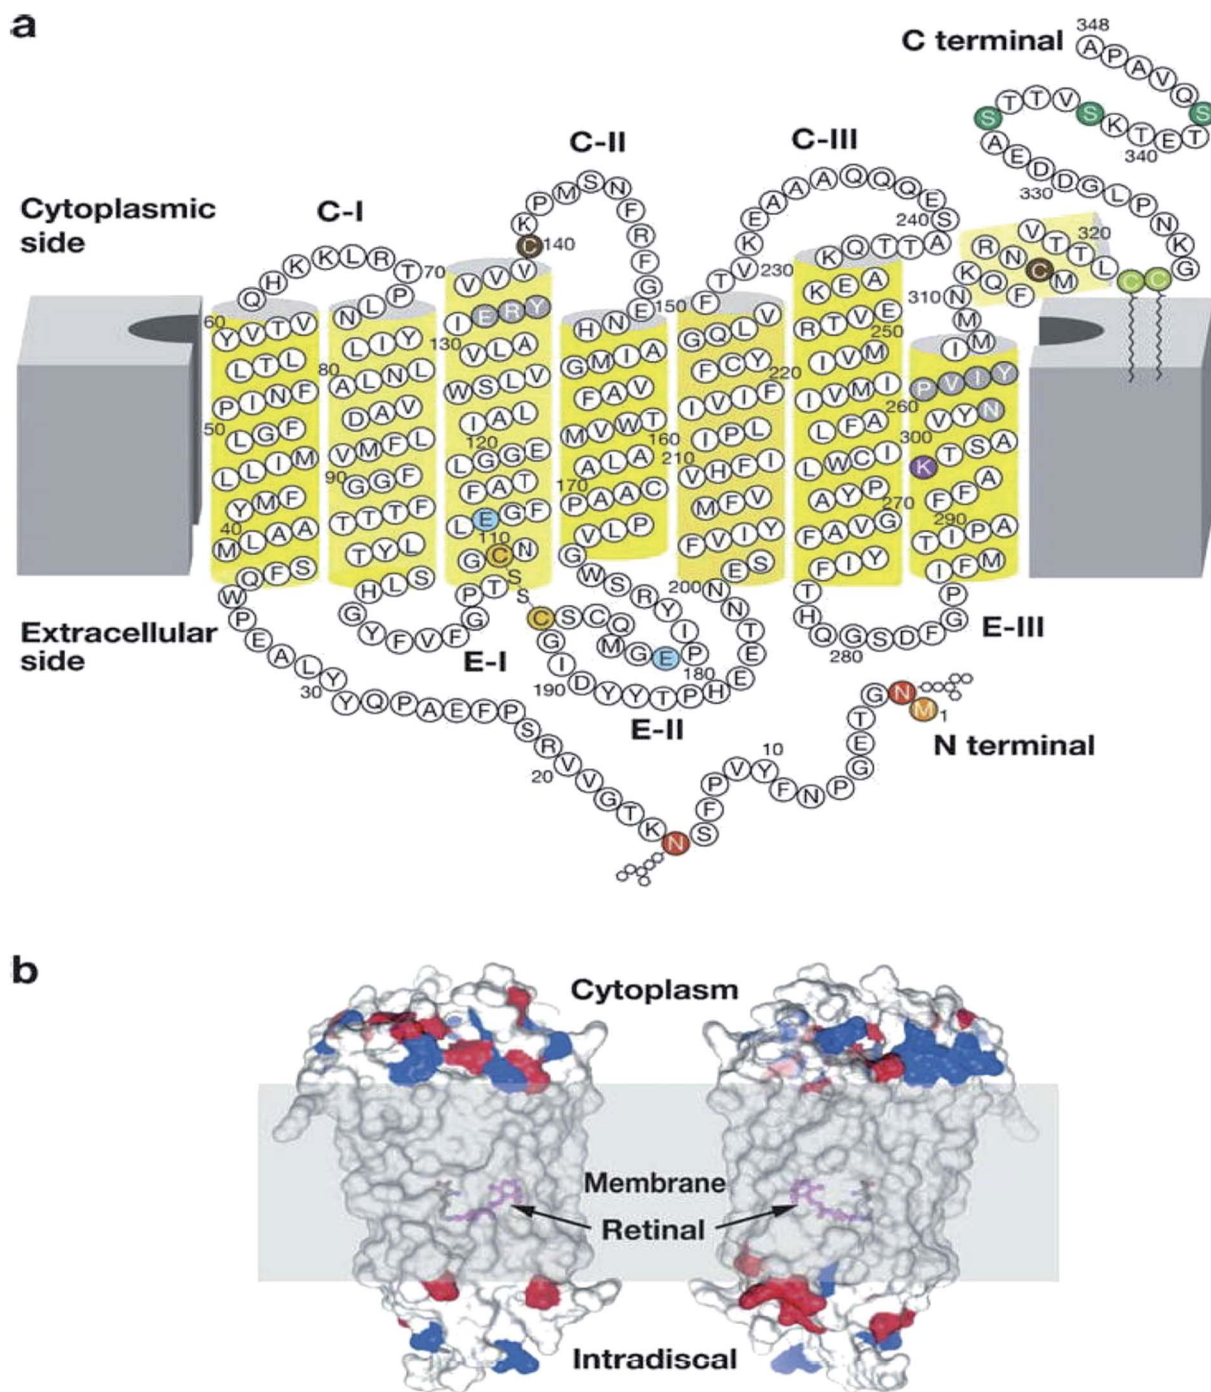 a
C terminal
348
A P A V Q S
S T T V S K T E T
340
A E D D G L P N K G
330
C-I
C-II
C-III
Cytoplasmic
side
Q H K K L R T
70
C
140
K P M S N F R F G E
150
F T V K E A A A Q Q Q E S A
230
240
R N C M
V T T L
320
K Q F
C C
310
N M M
60
Y V T V
L T L
P I N F
50
L G F
L L I M
Y M F
40
M L A A
Q F S
N L P
L I Y
80
A L N L
D A V
V M F L
90
G G F
T T T F
T Y L
H L S
V V V
I E R Y
130
V L A
W S L V
I A L
120
L G G E
F A T
L E G F
110
G C N
P T
H N E
G M I A
F A V
M V W T
160
A L A
170
P A A C
V L P
G Q L V
F C Y
220
I V I F
I P L
210
V H F I
M F V
F V I Y
200
N E S
K Q T T A
K E A
R T V E
250
I V M
I V M I
260
L F A
L W C I
A Y P
270
F A V G
F I Y
I
P V I Y
V Y N
300
K T S A
F F A
290
T I P A
I F M
Extracellular
side
G Y F V F G
E-I
S
S
C S C Q M G E P I Y R S W G
180
G I D Y Y T P H E E T N N
190
E-II
T H Q G S D F G P
280
E-III
W P E A L Y Y Q P A E F P S R V V G T K N
30
20
S F P V Y F N P G E T G N M
10
1
N terminal
b
Cytoplasm
Membrane
Retinal
Intradiscal